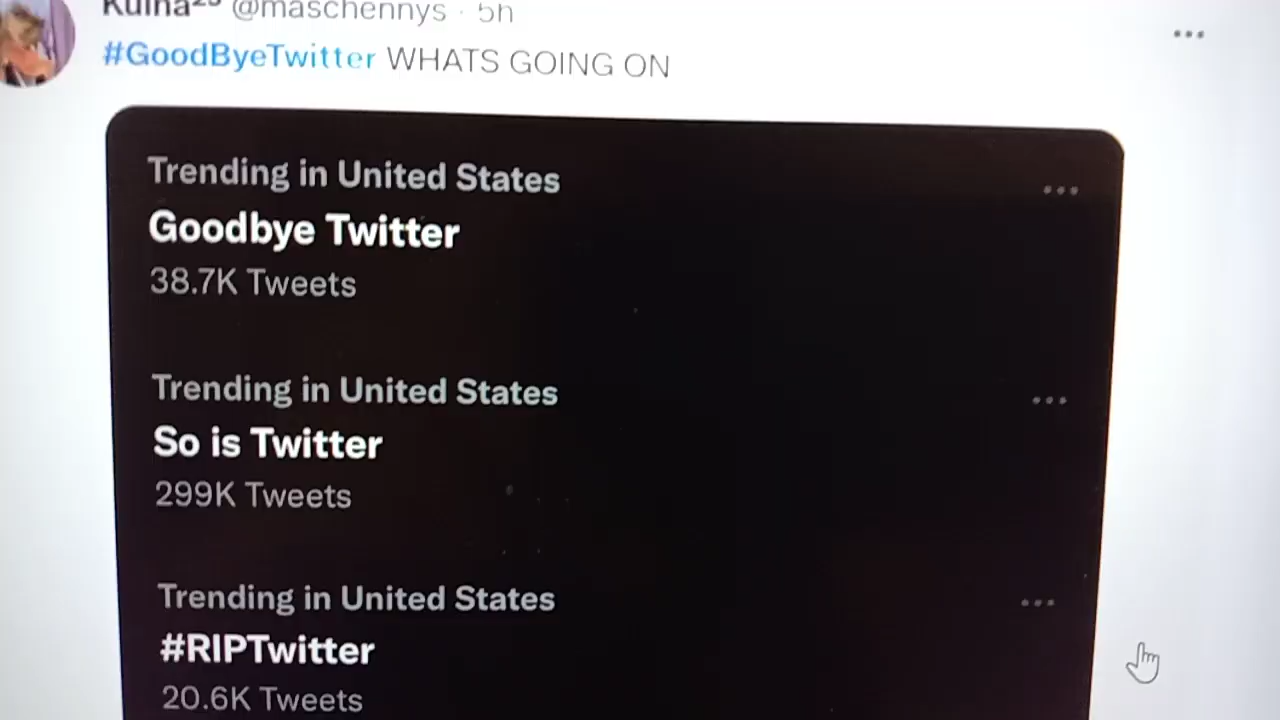 @maschennys · 5h
#GoodByeTwitter WHATS GOING ON
Trending in United States
Goodbye Twitter
38.7K Tweets
Trending in United States
So is Twitter
299K Tweets
Trending in United States
#RIPTwitter
20.6K Tweets